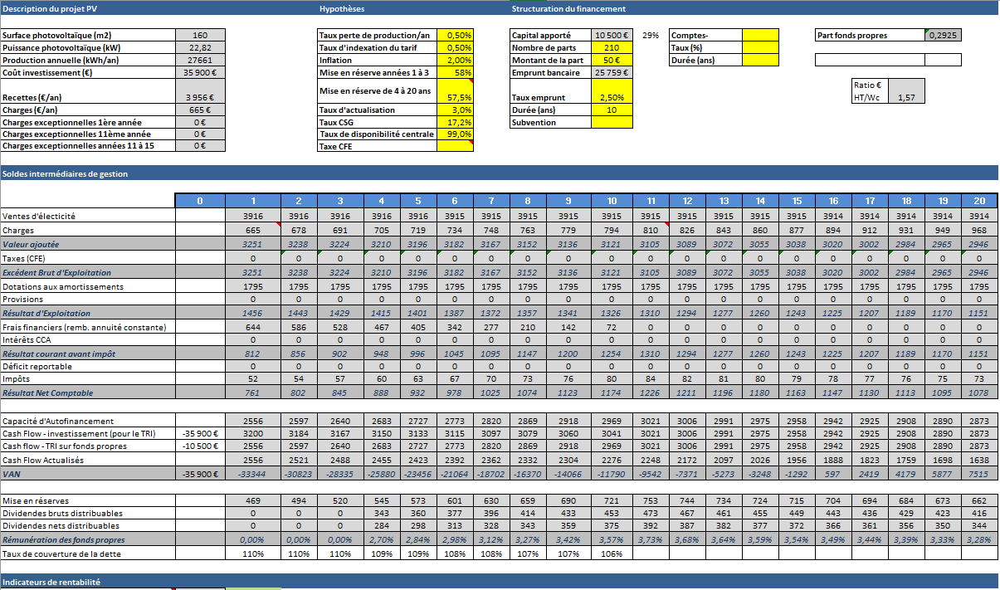 Description du projet PV Hypothèses Structuration du financement
Surface photovoltaïque (m2) 160 Taux perte de production/an 0,50% Capital apporté 10 500 € 29% Comptes- Part fonds propres 0,2925
Puissance photovoltaïque (kW) 22,82 Taux d'indexation du tarif 0,50% Nombre de parts 210 Taux (%)
Production annuelle (kWh/an) 27661 Inflation 2,00% Montant de la part 50 € Durée (ans)
Coût investissement (€) 35 900 € Mise en réserve années 1 à 3 58% Emprunt bancaire 25 759 €
Mise en réserve de 4 à 20 ans Ratio €
Recettes (€/an) 3 956 € 57,5% Taux emprunt 2,50% HT/Wc 1,57
Charges (€/an) 665 € Taux d'actualisation 3,0% Durée (ans) 10
Charges exceptionnelles 1ère année 0 € Taux CSG 17,2% Subvention
Charges exceptionnelles 11ème année 0 € Taux de disponibilité centrale 99,0%
Charges exceptionnelles années 11 à 15 0 € Taxe CFE
Soldes intermédiaires de gestion
0 1 2 3 4 5 6 7 8 9 10 11 12 13 14 15 16 17 18 19 20
Ventes d'électicité 3916 3916 3916 3916 3916 3915 3915 3915 3915 3915 3915 3915 3915 3915 3915 3914 3914 3914 3914 3914
Charges 665 678 691 705 719 734 748 763 779 794 810 826 843 860 877 894 912 931 949 968
Valeur ajoutée 3251 3238 3224 3210 3196 3182 3167 3152 3136 3121 3105 3089 3072 3055 3038 3020 3002 2984 2965 2946
Taxes (CFE) 0 0 0 0 0 0 0 0 0 0 0 0 0 0 0 0 0 0 0 0
Excédent Brut d'Exploitation 3251 3238 3224 3210 3196 3182 3167 3152 3136 3121 3105 3089 3072 3055 3038 3020 3002 2984 2965 2946
Dotations aux amortissements 1795 1795 1795 1795 1795 1795 1795 1795 1795 1795 1795 1795 1795 1795 1795 1795 1795 1795 1795 1795
Provisions 0 0 0 0 0 0 0 0 0 0 0 0 0 0 0 0 0 0 0 0
Résultat d'Exploitation 1456 1443 1429 1415 1401 1387 1372 1357 1341 1326 1310 1294 1277 1260 1243 1225 1207 1189 1170 1151
Frais financiers (remb. annuité constante) 644 586 528 467 405 342 277 210 142 72 0 0 0 0 0 0 0 0 0 0
Intérêts CCA 0 0 0 0 0 0 0 0 0 0 0 0 0 0 0 0 0 0 0 0
Résultat courant avant impôt 812 856 902 948 996 1045 1095 1147 1200 1254 1310 1294 1277 1260 1243 1225 1207 1189 1170 1151
Déficit reportable 0 0 0 0 0 0 0 0 0 0 0 0 0 0 0 0 0 0 0 0
Impôts 52 54 57 60 63 67 70 73 76 80 84 82 81 80 79 78 77 76 75 73
Résultat Net Comptable 761 802 845 888 932 978 1025 1074 1123 1174 1226 1211 1196 1180 1163 1147 1130 1113 1095 1078
Capacité d'Autofinancement 2556 2597 2640 2683 2727 2773 2820 2869 2918 2969 3021 3006 2991 2975 2958 2942 2925 2908 2890 2873
Cash Flow - investissement (pour le TRI) -35 900 € 3200 3184 3167 3150 3133 3115 3097 3079 3060 3041 3021 3006 2991 2975 2958 2942 2925 2908 2890 2873
Cash flow - TRI sur fonds propres -10 500 € 2556 2597 2640 2683 2727 2773 2820 2869 2918 2969 3021 3006 2991 2975 2958 2942 2925 2908 2890 2873
Cash Flow Actualisés 2556 2521 2488 2455 2423 2392 2362 2332 2304 2276 2248 2172 2097 2026 1956 1888 1823 1759 1698 1638
VAN -35 900 € -33344 -30823 -28335 -25880 -23456 -21064 -18702 -16370 -14066 -11790 -9542 -7371 -5273 -3248 -1292 597 2419 4179 5877 7515
Mise en réserves 469 494 520 545 573 601 630 659 690 721 753 744 734 724 715 704 694 684 673 662
Dividendes bruts distribuables 0 0 0 343 360 377 396 414 433 453 473 467 461 455 449 443 436 429 423 416
Dividendes nets distribuables 0 0 0 284 298 313 328 343 359 375 392 387 382 377 372 366 361 356 350 344
Rémunération des fonds propres 0,00% 0,00% 0,00% 2,70% 2,84% 2,98% 3,12% 3,27% 3,42% 3,57% 3,73% 3,68% 3,64% 3,59% 3,54% 3,49% 3,44% 3,39% 3,33% 3,28%
Taux de couverture de la dette 110% 110% 110% 109% 109% 108% 108% 107% 107% 106%
Indicateurs de rentabilité